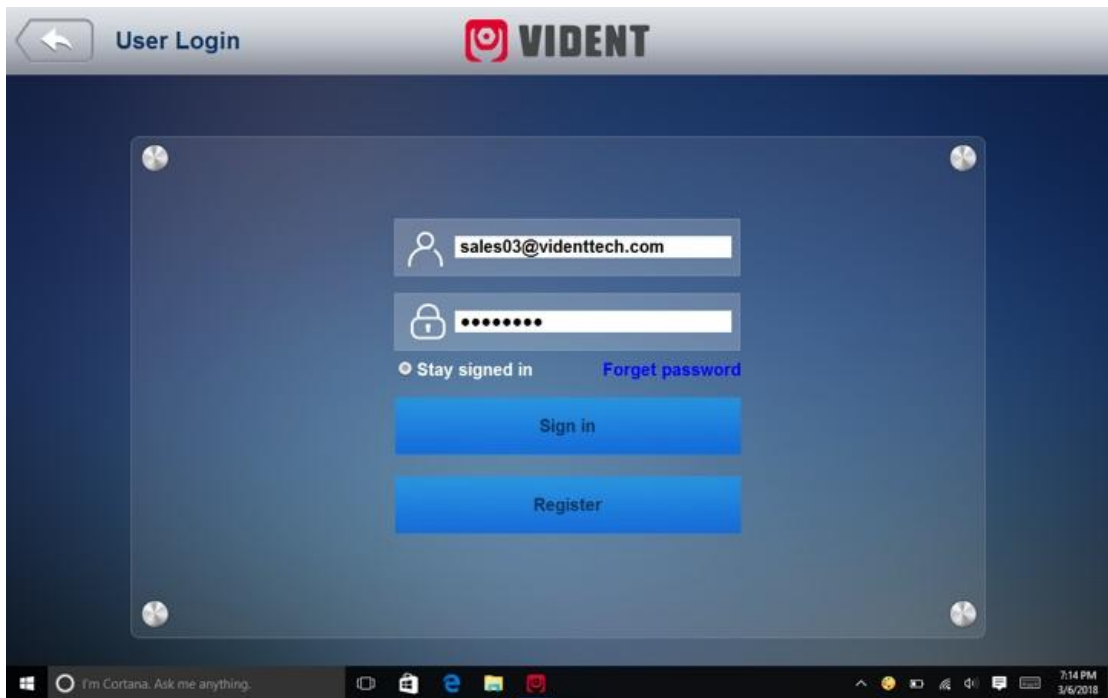 User Login
VIDENT
sales03@videnttech.com
••••••••
Stay signed in
Forget password
Sign in
Register
I'm Cortana. Ask me anything.
7:14 PM
3/6/2018